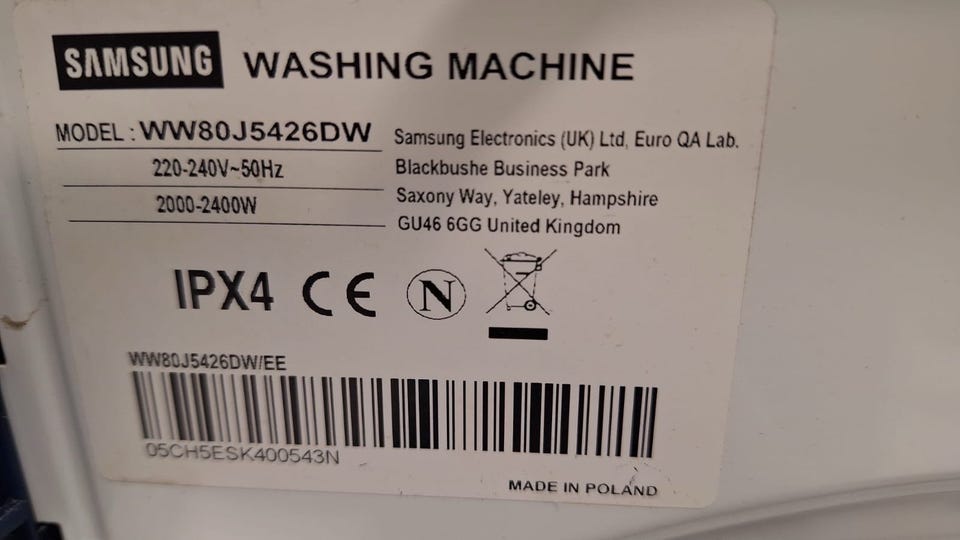 SAMSUNG WASHING MACHINE
MODEL : WW80J5426DW
220-240V~50Hz
2000-2400W
Samsung Electronics (UK) Ltd, Euro QA Lab.
Blackbushe Business Park
Saxony Way, Yateley, Hampshire
GU46 6GG United Kingdom
IPX4 CE N
WW80J5426DW/EE
05CH5ESK400543N
MADE IN POLAND